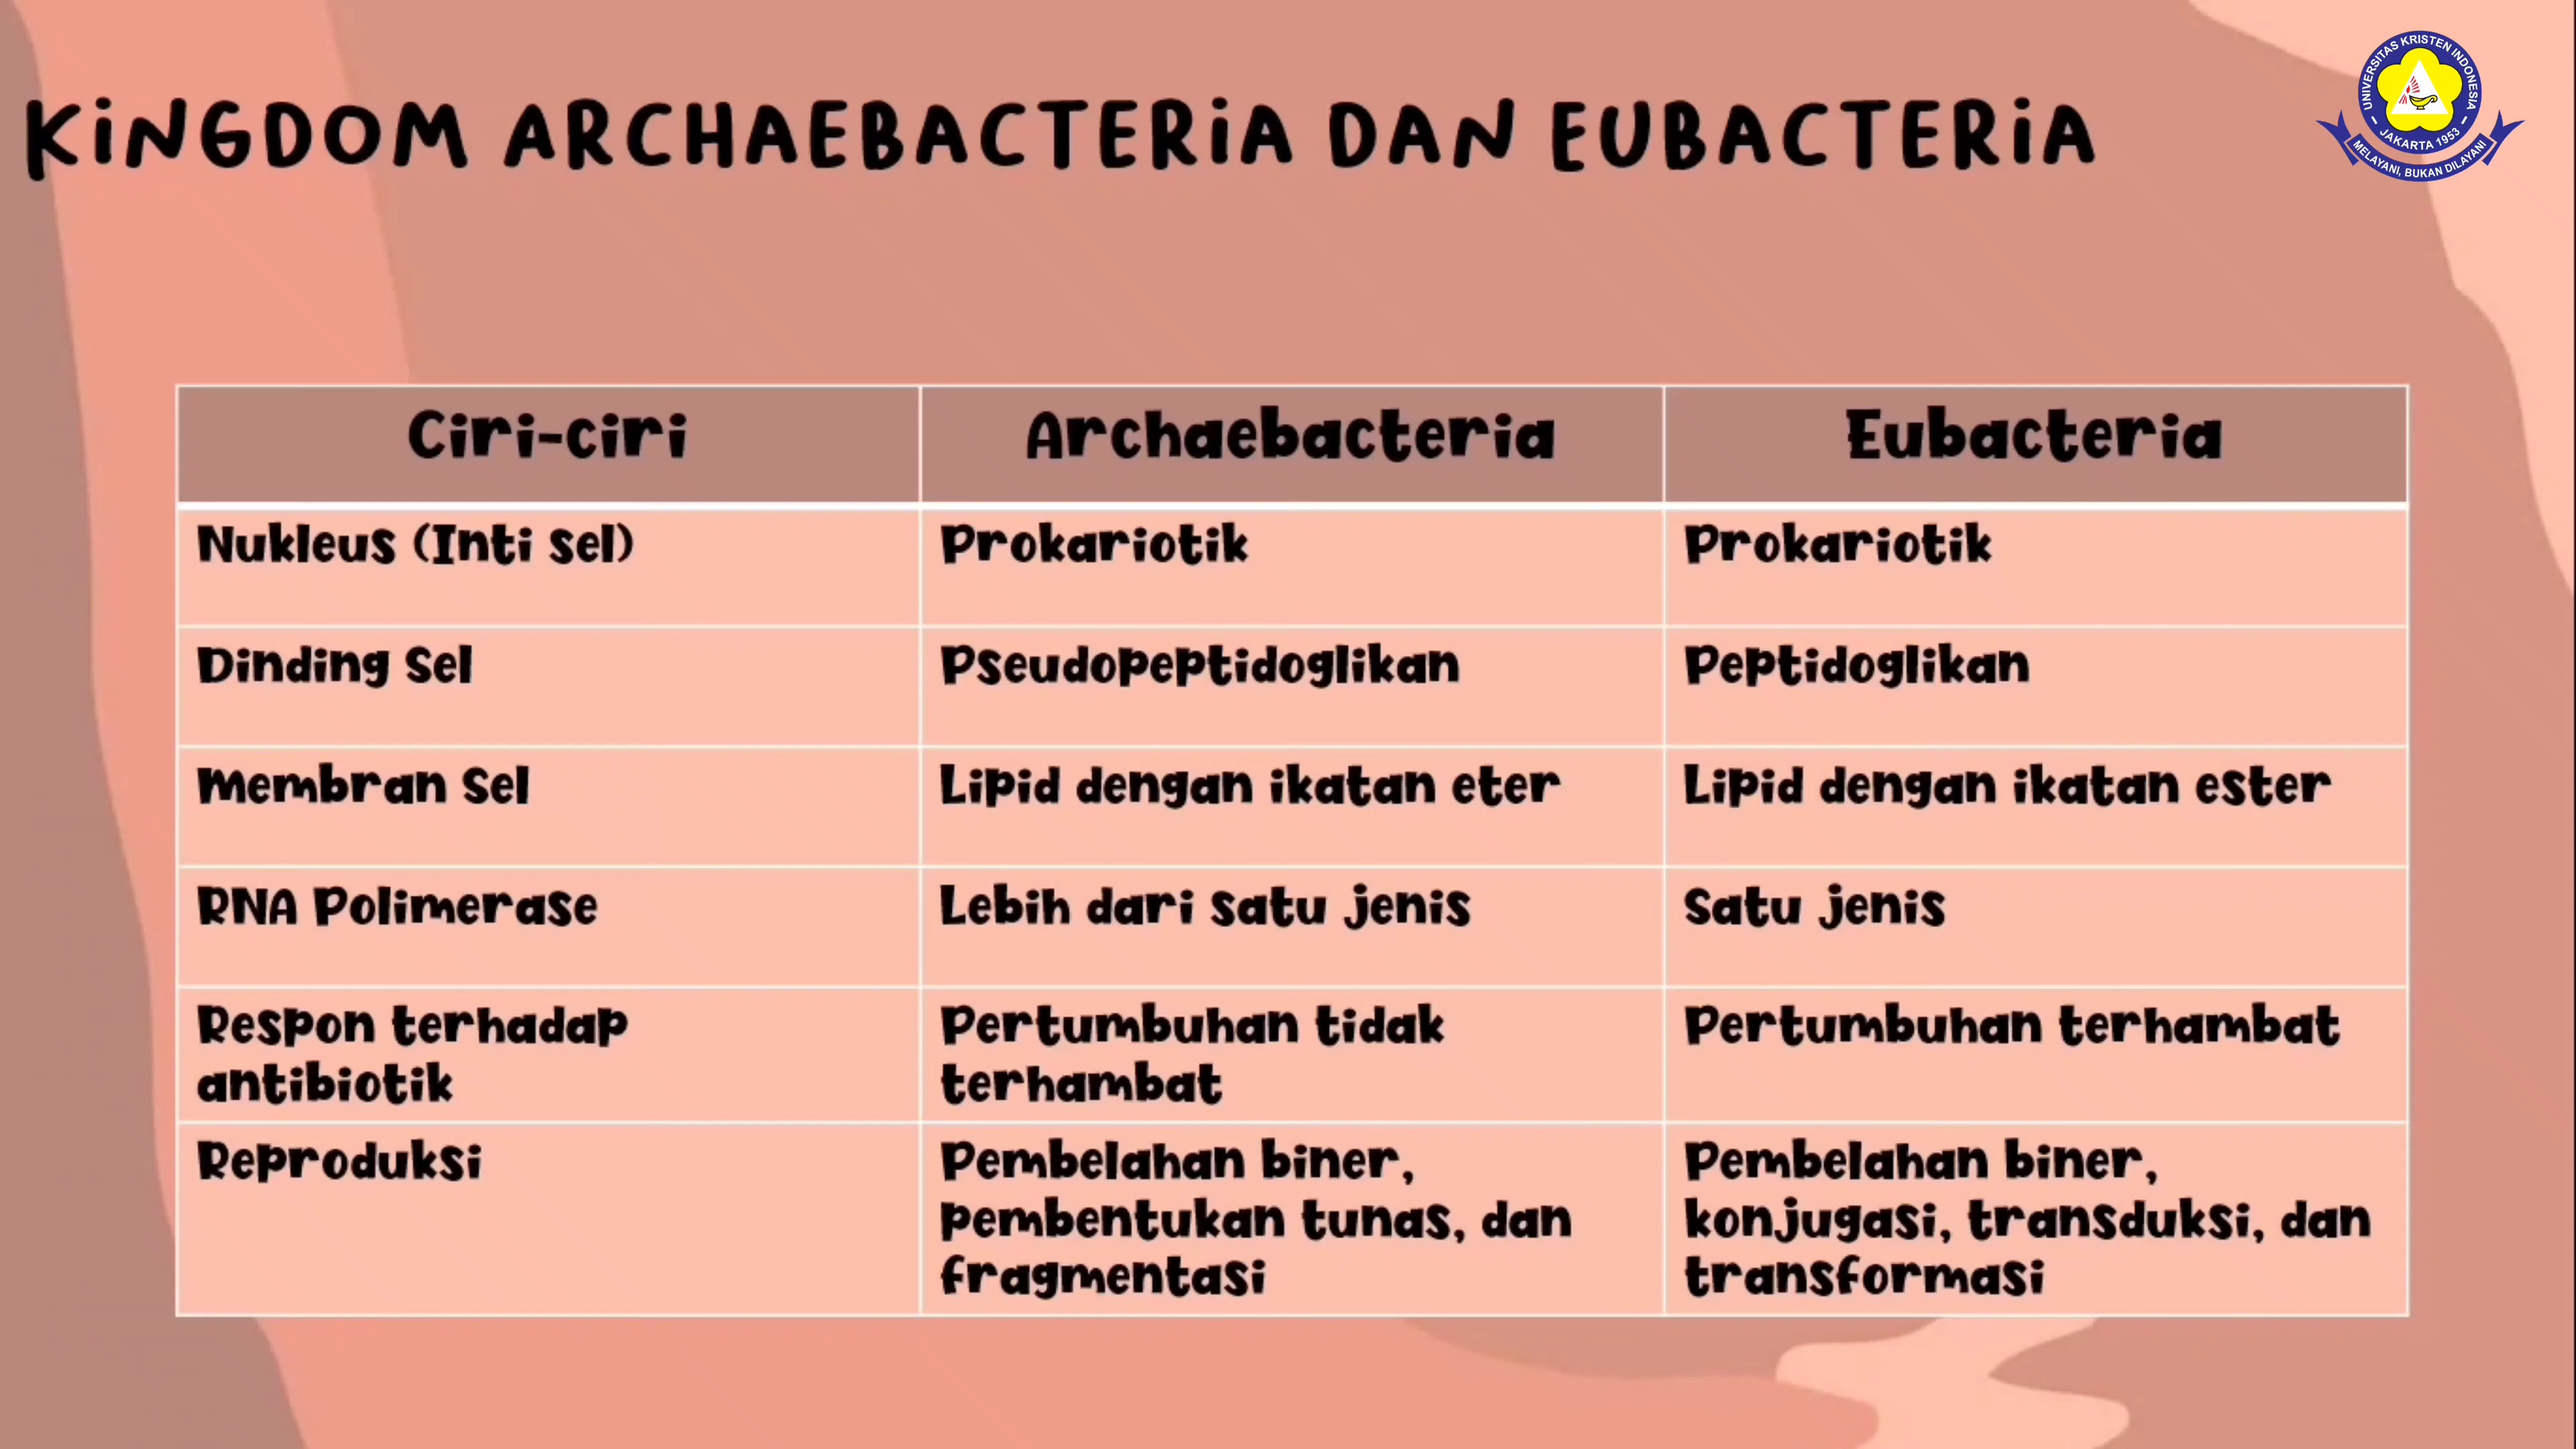 KINGDOM ARCHAEBACTERIA DAN EUBACTERIA
UNIVERSITAS KRISTEN INDONESIA
- JAKARTA 1953 -
MELAYANI, BUKAN DILAYANI
Ciri-ciri
Archaebacteria
Eubacteria
Nukleus (Inti sel)
Prokariotik
Prokariotik
Dinding Sel
Pseudopeptidoglikan
Peptidoglikan
Membran Sel
Lipid dengan ikatan eter
Lipid dengan ikatan ester
RNA Polimerase
Lebih dari satu jenis
Satu jenis
Respon terhadap
antibiotik
Pertumbuhan tidak
terhambat
Pertumbuhan terhambat
Reproduksi
Pembelahan biner,
pembentukan tunas, dan
fragmentasi
Pembelahan biner,
konjugasi, transduksi, dan
transformasi